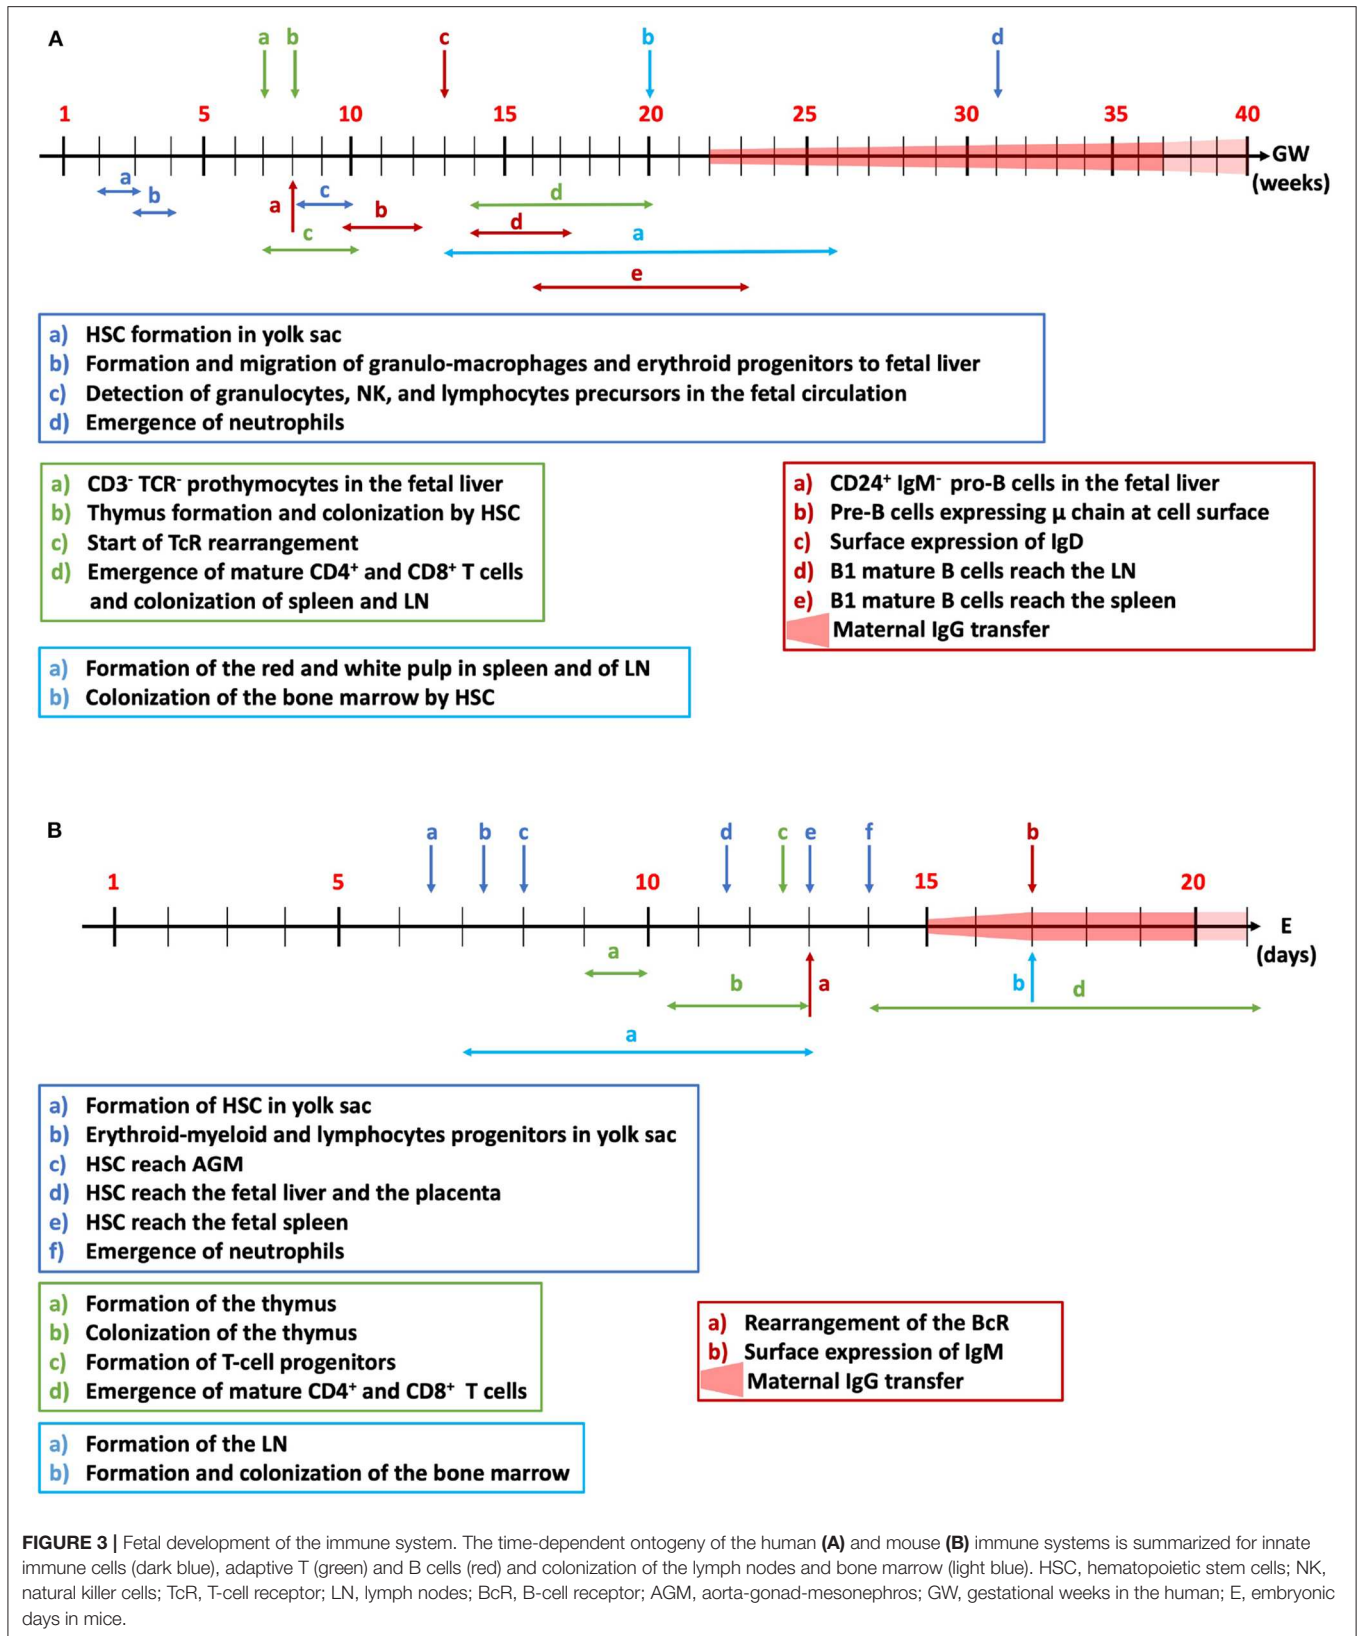 A
a b c b d
1 5 10 15 20 25 30 35 40
GW
(weeks)
a
b
a c
b
c
d
d
a
e
a) HSC formation in yolk sac
b) Formation and migration of granulo-macrophages and erythroid progenitors to fetal liver
c) Detection of granulocytes, NK, and lymphocytes precursors in the fetal circulation
d) Emergence of neutrophils
a) CD3- TCR- prothymocytes in the fetal liver
b) Thymus formation and colonization by HSC
c) Start of TcR rearrangement
d) Emergence of mature CD4+ and CD8+ T cells
and colonization of spleen and LN
a) CD24+ IgM- pro-B cells in the fetal liver
b) Pre-B cells expressing µ chain at cell surface
c) Surface expression of IgD
d) B1 mature B cells reach the LN
e) B1 mature B cells reach the spleen
Maternal IgG transfer
a) Formation of the red and white pulp in spleen and of LN
b) Colonization of the bone marrow by HSC
B
a b c d c e f b
1 5 10 15 20
E
(days)
a
b
a
b
d
a
a) Formation of HSC in yolk sac
b) Erythroid-myeloid and lymphocytes progenitors in yolk sac
c) HSC reach AGM
d) HSC reach the fetal liver and the placenta
e) HSC reach the fetal spleen
f) Emergence of neutrophils
a) Formation of the thymus
b) Colonization of the thymus
c) Formation of T-cell progenitors
d) Emergence of mature CD4+ and CD8+ T cells
a) Rearrangement of the BcR
b) Surface expression of IgM
Maternal IgG transfer
a) Formation of the LN
b) Formation and colonization of the bone marrow
FIGURE 3 | Fetal development of the immune system. The time-dependent ontogeny of the human (A) and mouse (B) immune systems is summarized for innate
immune cells (dark blue), adaptive T (green) and B cells (red) and colonization of the lymph nodes and bone marrow (light blue). HSC, hematopoietic stem cells; NK,
natural killer cells; TcR, T-cell receptor; LN, lymph nodes; BcR, B-cell receptor; AGM, aorta-gonad-mesonephros; GW, gestational weeks in the human; E, embryonic
days in mice.